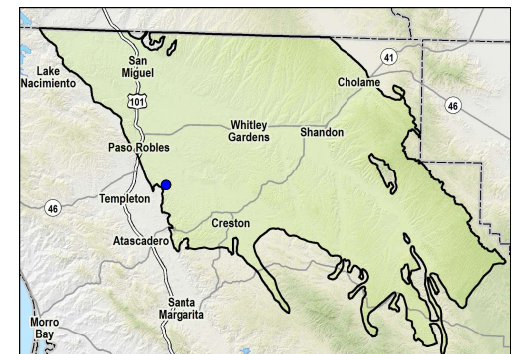 San
Miguel
Lake
Nacimiento
41
Cholame
101
46
Whitley
Gardens
Shandon
Paso Robles
Templeton
46
Creston
Atascadero
Santa
Margarita
Morro
Bay